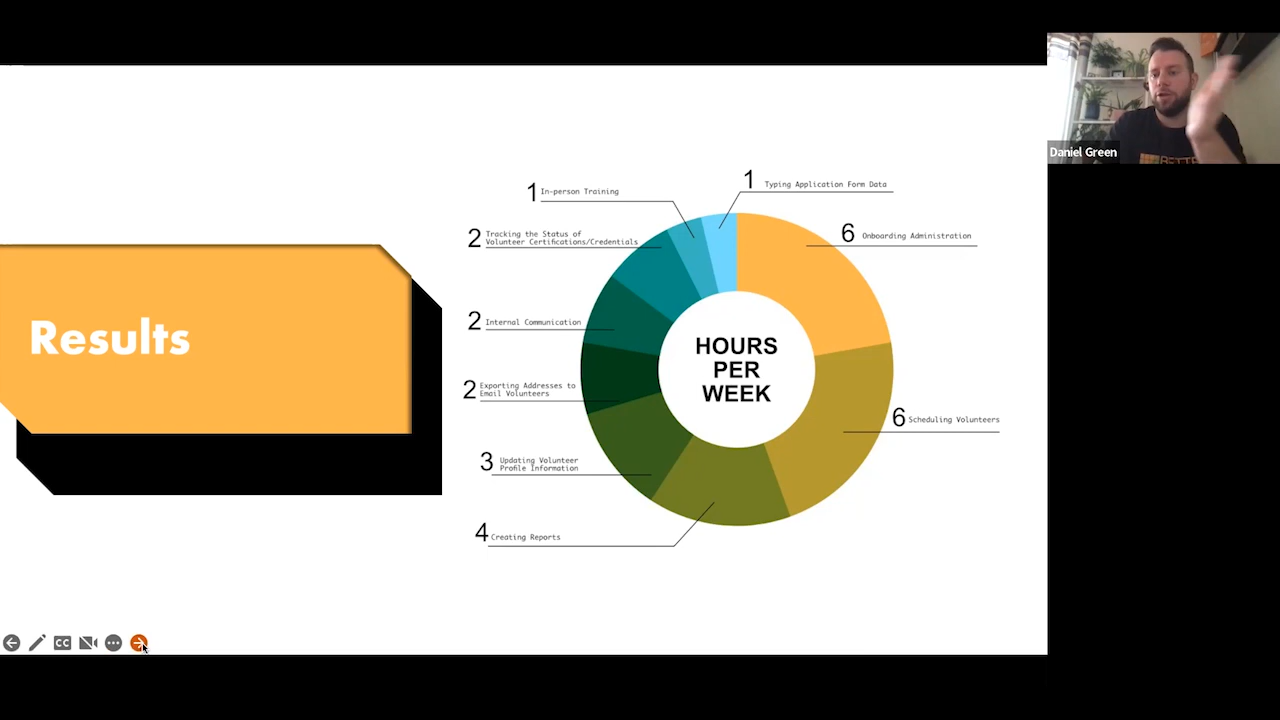 Results
1 In-person Training
1 Typing Application Form Data
2 Tracking the Status of
Volunteer Certifications/Credentials
6 Onboarding Administration
2 Internal Communication
HOURS
PER
WEEK
2 Exporting Addresses to
Email Volunteers
6 Scheduling Volunteers
3 Updating Volunteer
Profile Information
4 Creating Reports
CC
Daniel Green